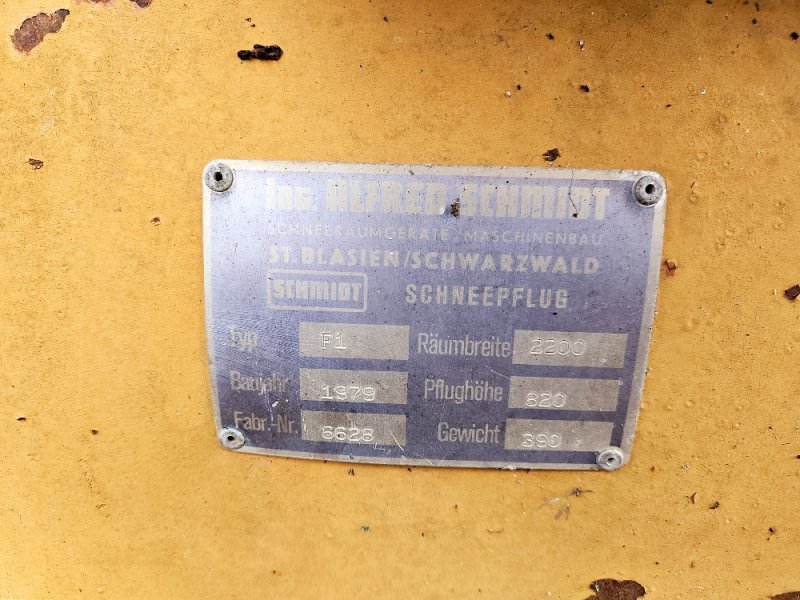 Ing. ALFRED SCHMIDT
SCHNEERÄUMGERÄTE - MASCHINENBAU
ST. BLASIEN/SCHWARZWALD
SCHMIDT SCHNEEPFLUG
Typ F1 Räumbreite 2200
Baujahr 1979 Pflughöhe 820
Fabr.-Nr. 6628 Gewicht 390